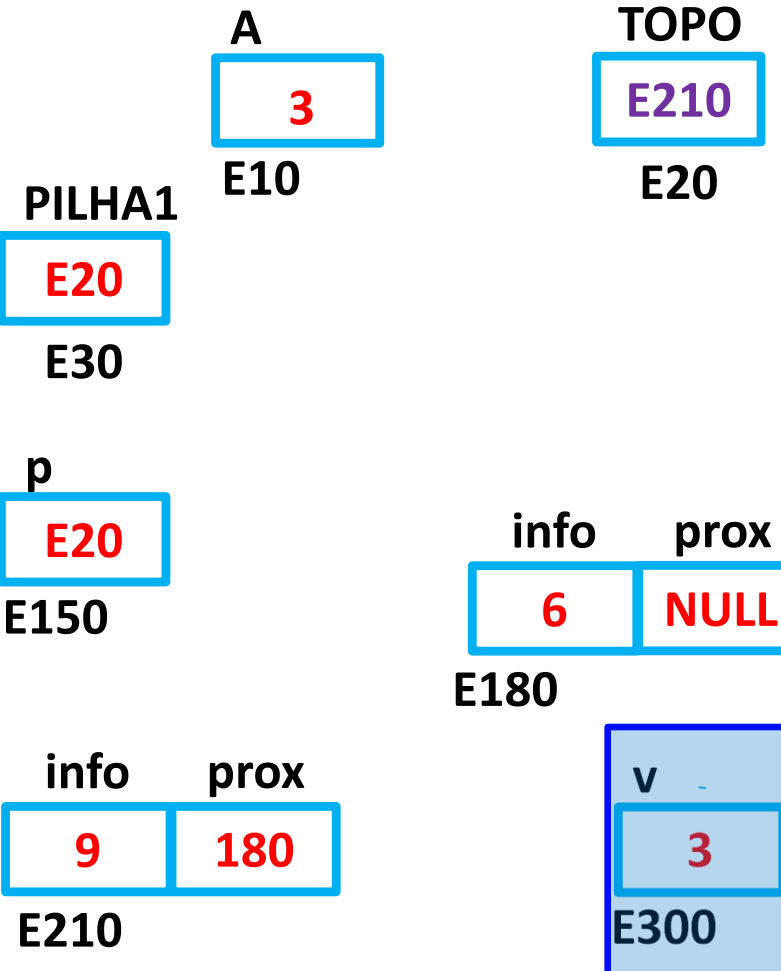 A
TOPO
3
E210
E10
E20
PILHA1
E20
E30
p
E20
E150
info prox
6 NULL
E180
info prox
9 180
E210
v
3
E300